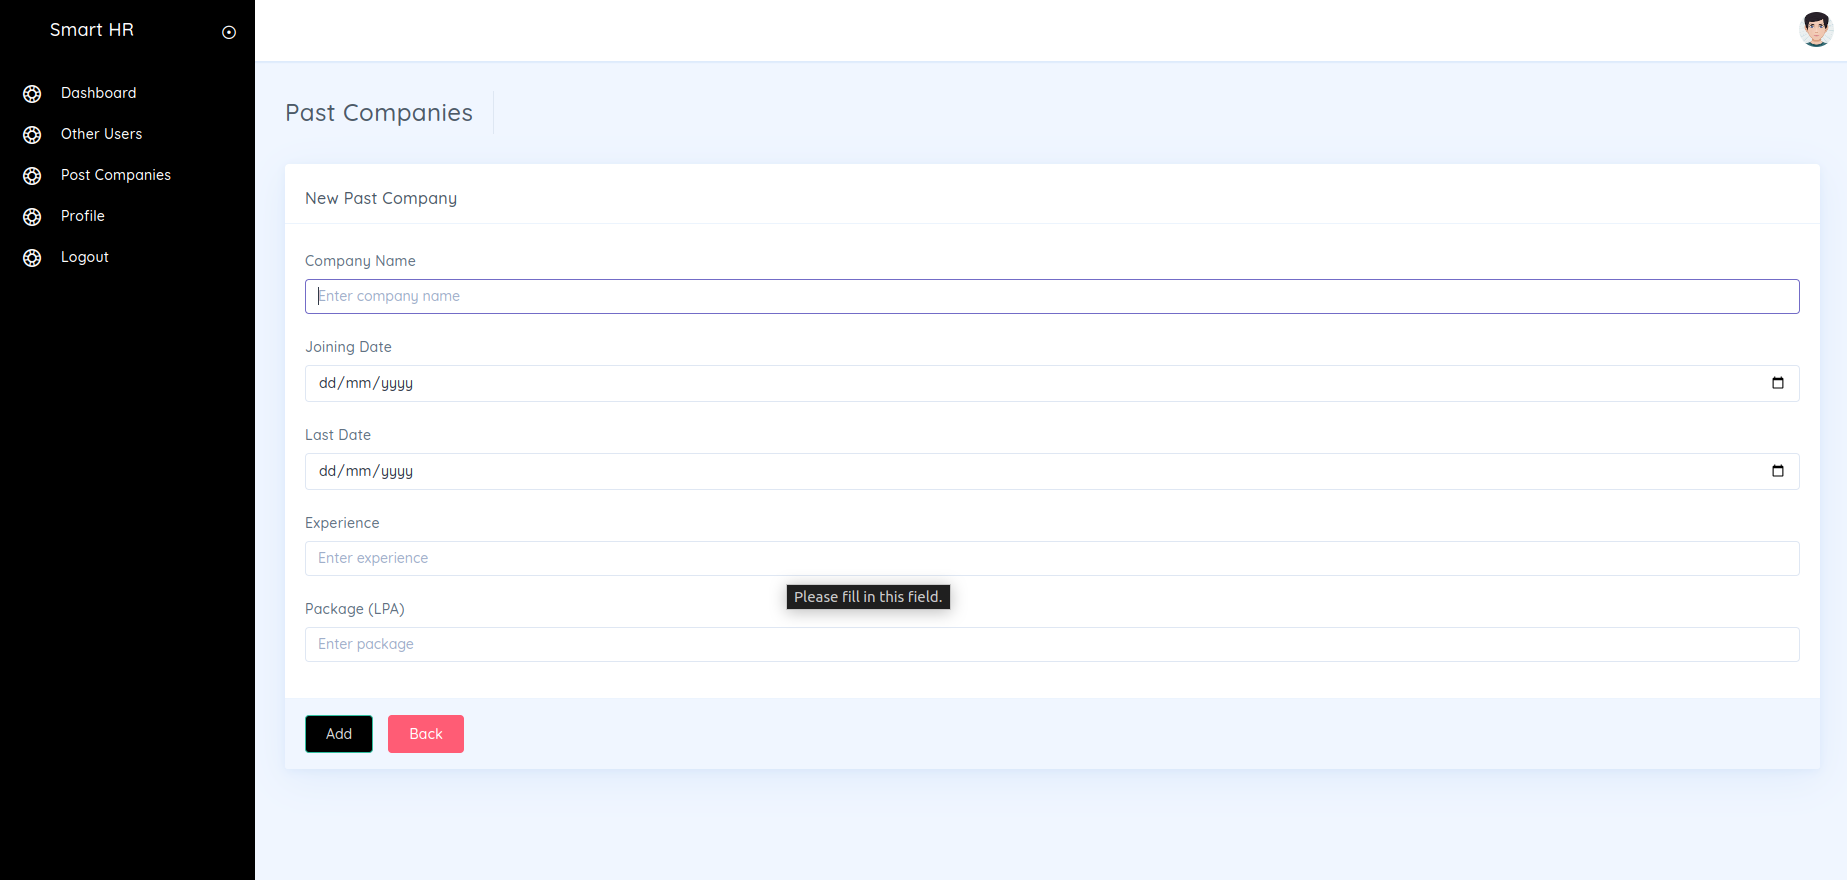 Smart HR
Dashboard
Other Users
Post Companies
Profile
Logout
Past Companies
New Past Company
Company Name
Enter company name
Joining Date
dd/mm/yyyy
Last Date
dd/mm/yyyy
Experience
Enter experience
Please fill in this field.
Package (LPA)
Enter package
Add
Back